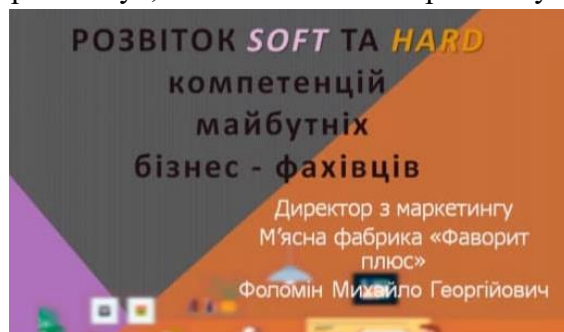 РОЗВІТОК SOFT ТА HARD
компетенцій
майбутніх
бізнес - фахівців
Директор з маркетингу
М’ясна фабрика «Фаворит
плюс»
Фоломін Михайло Георгійович